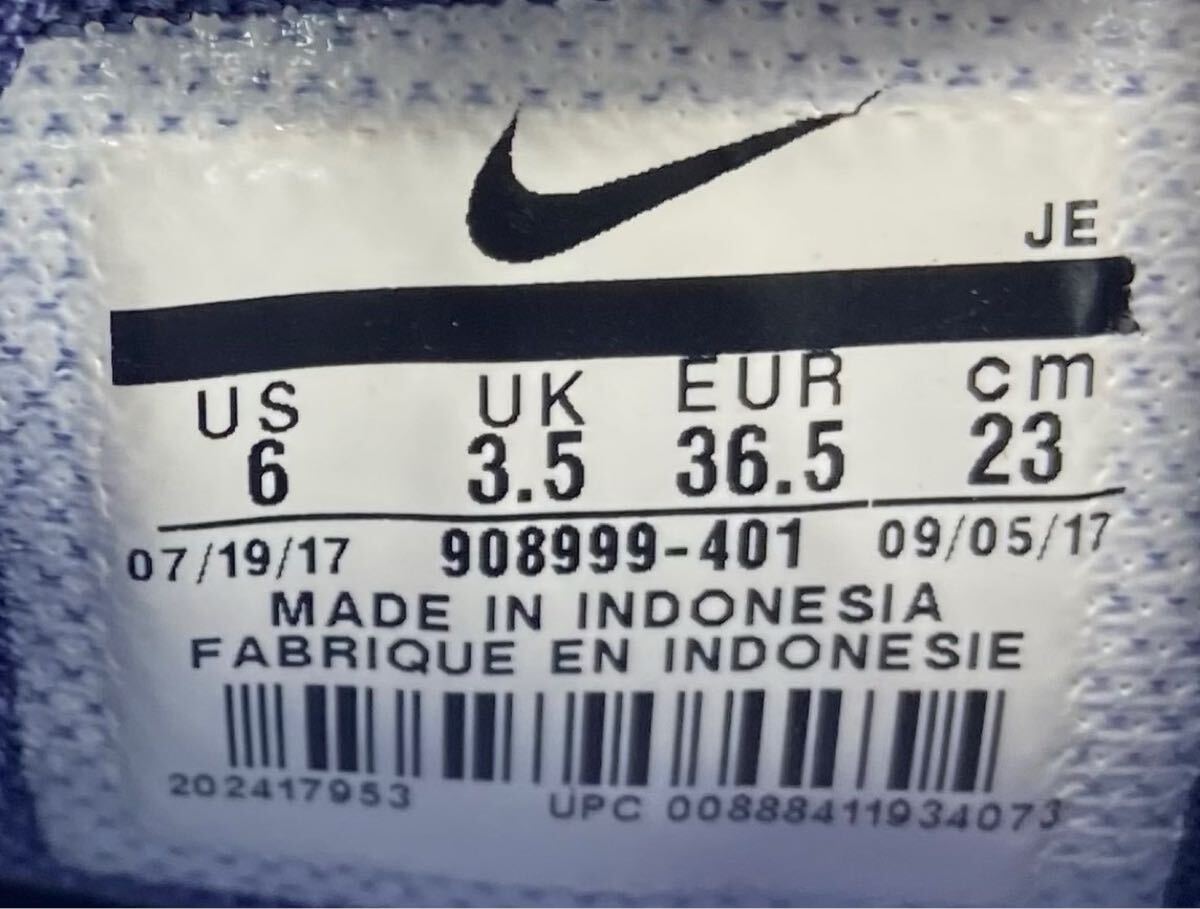 JE
US UK EUR cm
6 3.5 36.5 23
07/19/17 908999-401 09/05/17
MADE IN INDONESIA
FABRIQUE EN INDONESIE
202417953 UPC 00888411934073